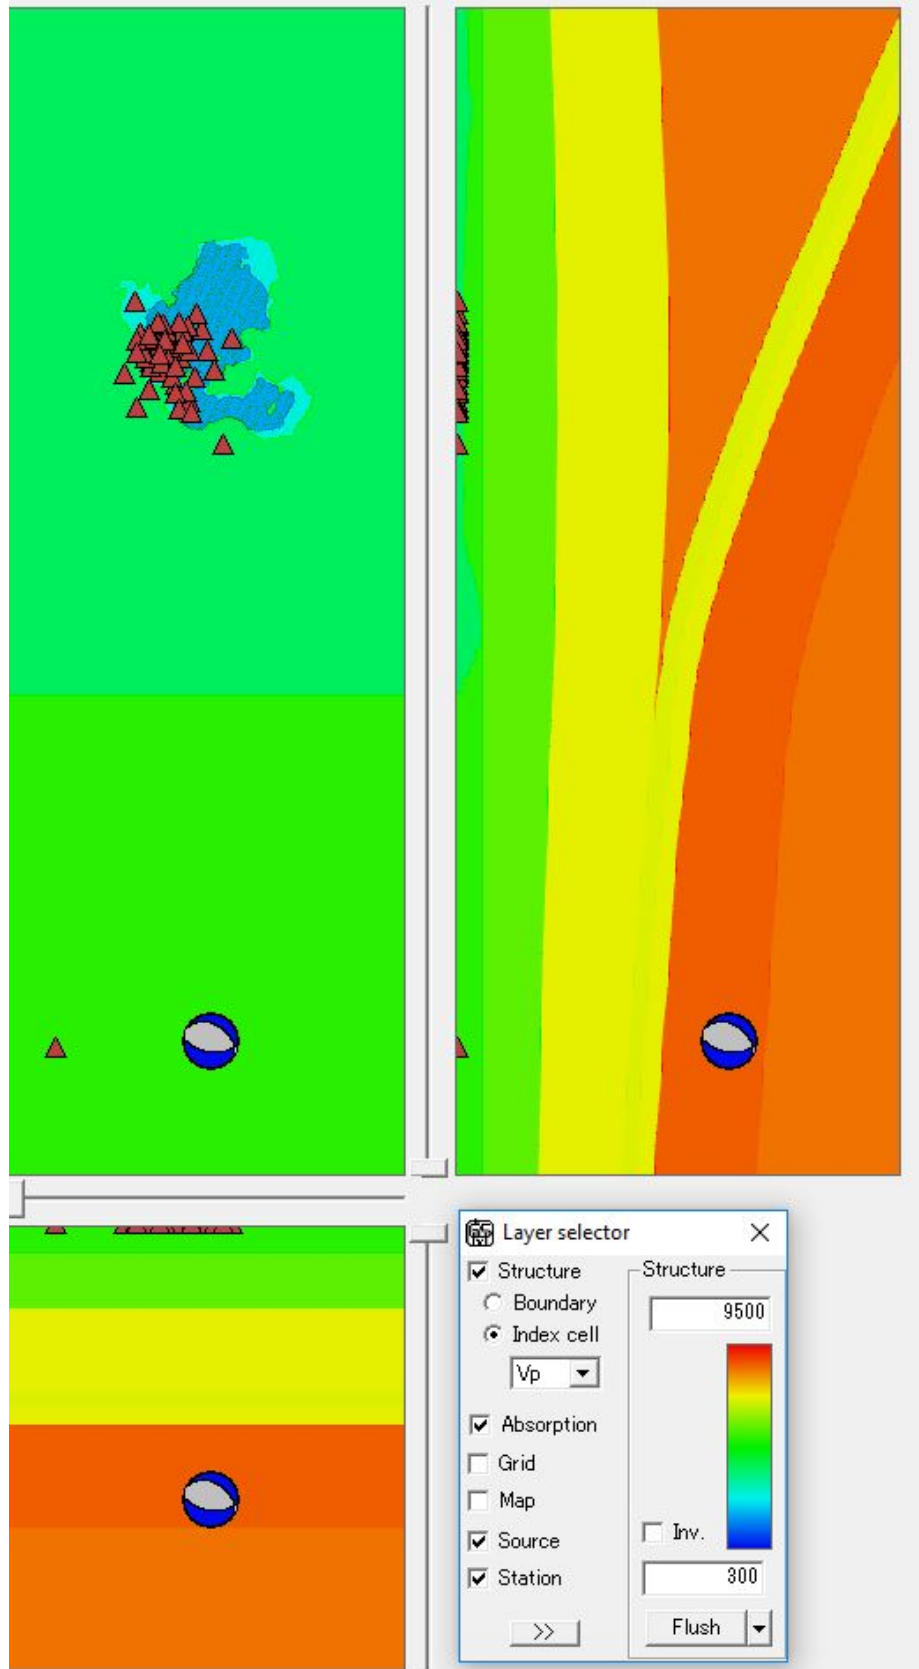 Layer selector
Structure
Boundary
Index cell
Vp
Absorption
Grid
Map
Source
Station
>>
Structure
9500
Inv.
300
Flush